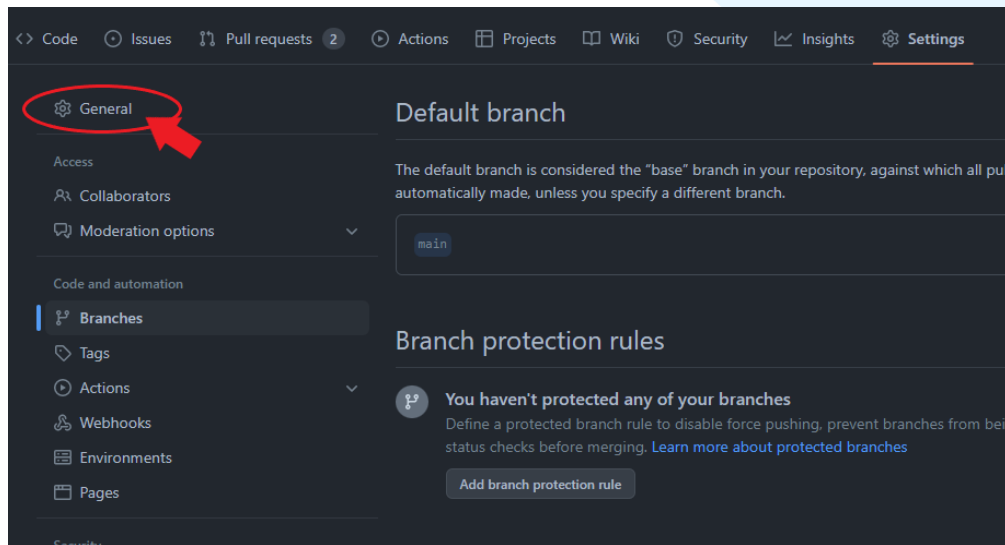 Code Issues Pull requests 2 Actions Projects Wiki Security Insights Settings
General
Access
Collaborators
Moderation options
Code and automation
Branches
Tags
Actions
Webhooks
Environments
Pages
Security
Default branch
The default branch is considered the “base” branch in your repository, against which all
automatically made, unless you specify a different branch.
main
Branch protection rules
You haven't protected any of your branches
Define a protected branch rule to disable force pushing, prevent branches from
status checks before merging. Learn more about protected branches
Add branch protection rule